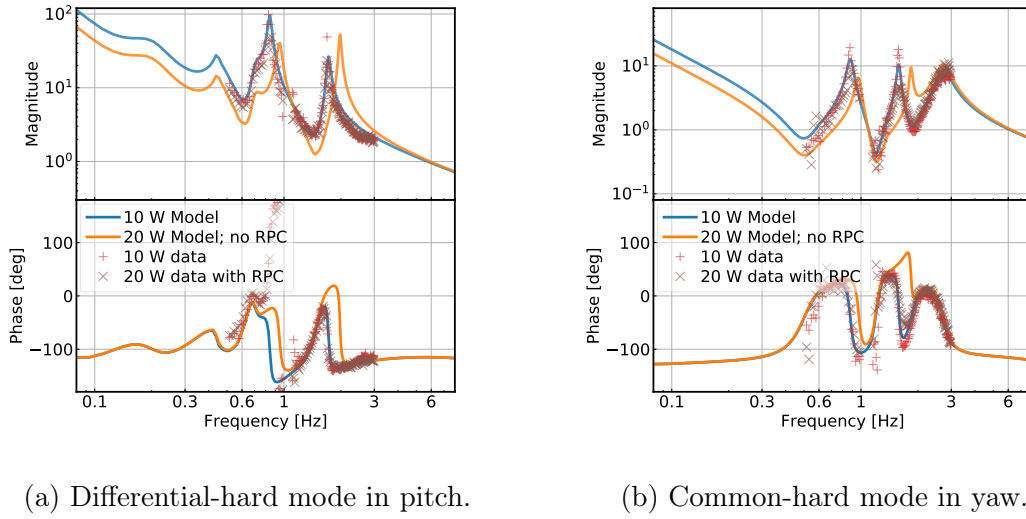 10²
10¹
10⁰
Magnitude
10 W Model
20 W Model; no RPC
10 W data
20 W data with RPC
100
0
−100
Phase [deg]
0.1 0.3 0.6 1 3 6
Frequency [Hz]
(a) Differential-hard mode in pitch.
10¹
10⁰
10⁻¹
Magnitude
10 W Model
20 W Model; no RPC
10 W data
20 W data with RPC
100
0
−100
Phase [deg]
0.1 0.3 0.6 1 3 6
Frequency [Hz]
(b) Common-hard mode in yaw.